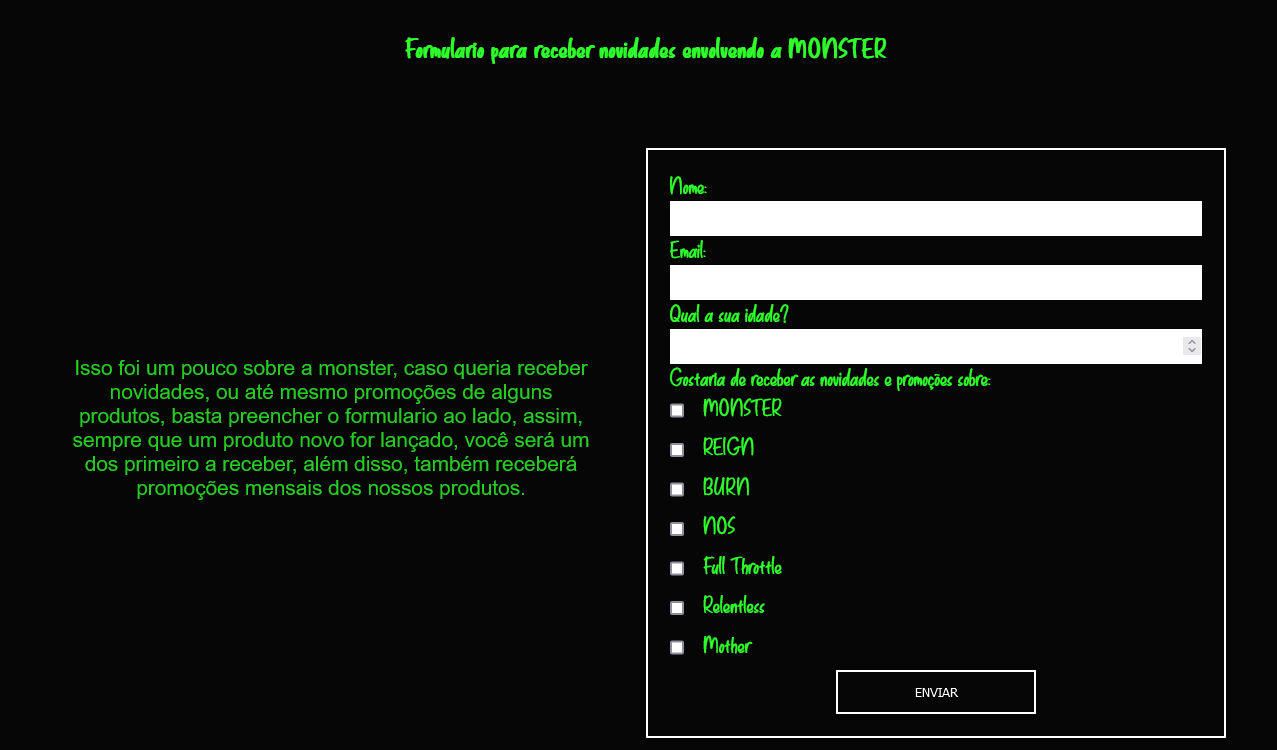 Formulario para receber novidades envolvendo a MONSTER
Isso foi um pouco sobre a monster, caso queria receber
novidades, ou até mesmo promoções de alguns
produtos, basta preencher o formulario ao lado, assim,
sempre que um produto novo for lançado, você será um
dos primeiro a receber, além disso, também receberá
promoções mensais dos nossos produtos.
Nome:
Email:
Qual a sua idade?
Gostaria de receber as novidades e promoções sobre:
MONSTER
REIGN
BURN
NOS
Full Throttle
Relentless
Mother
ENVIAR